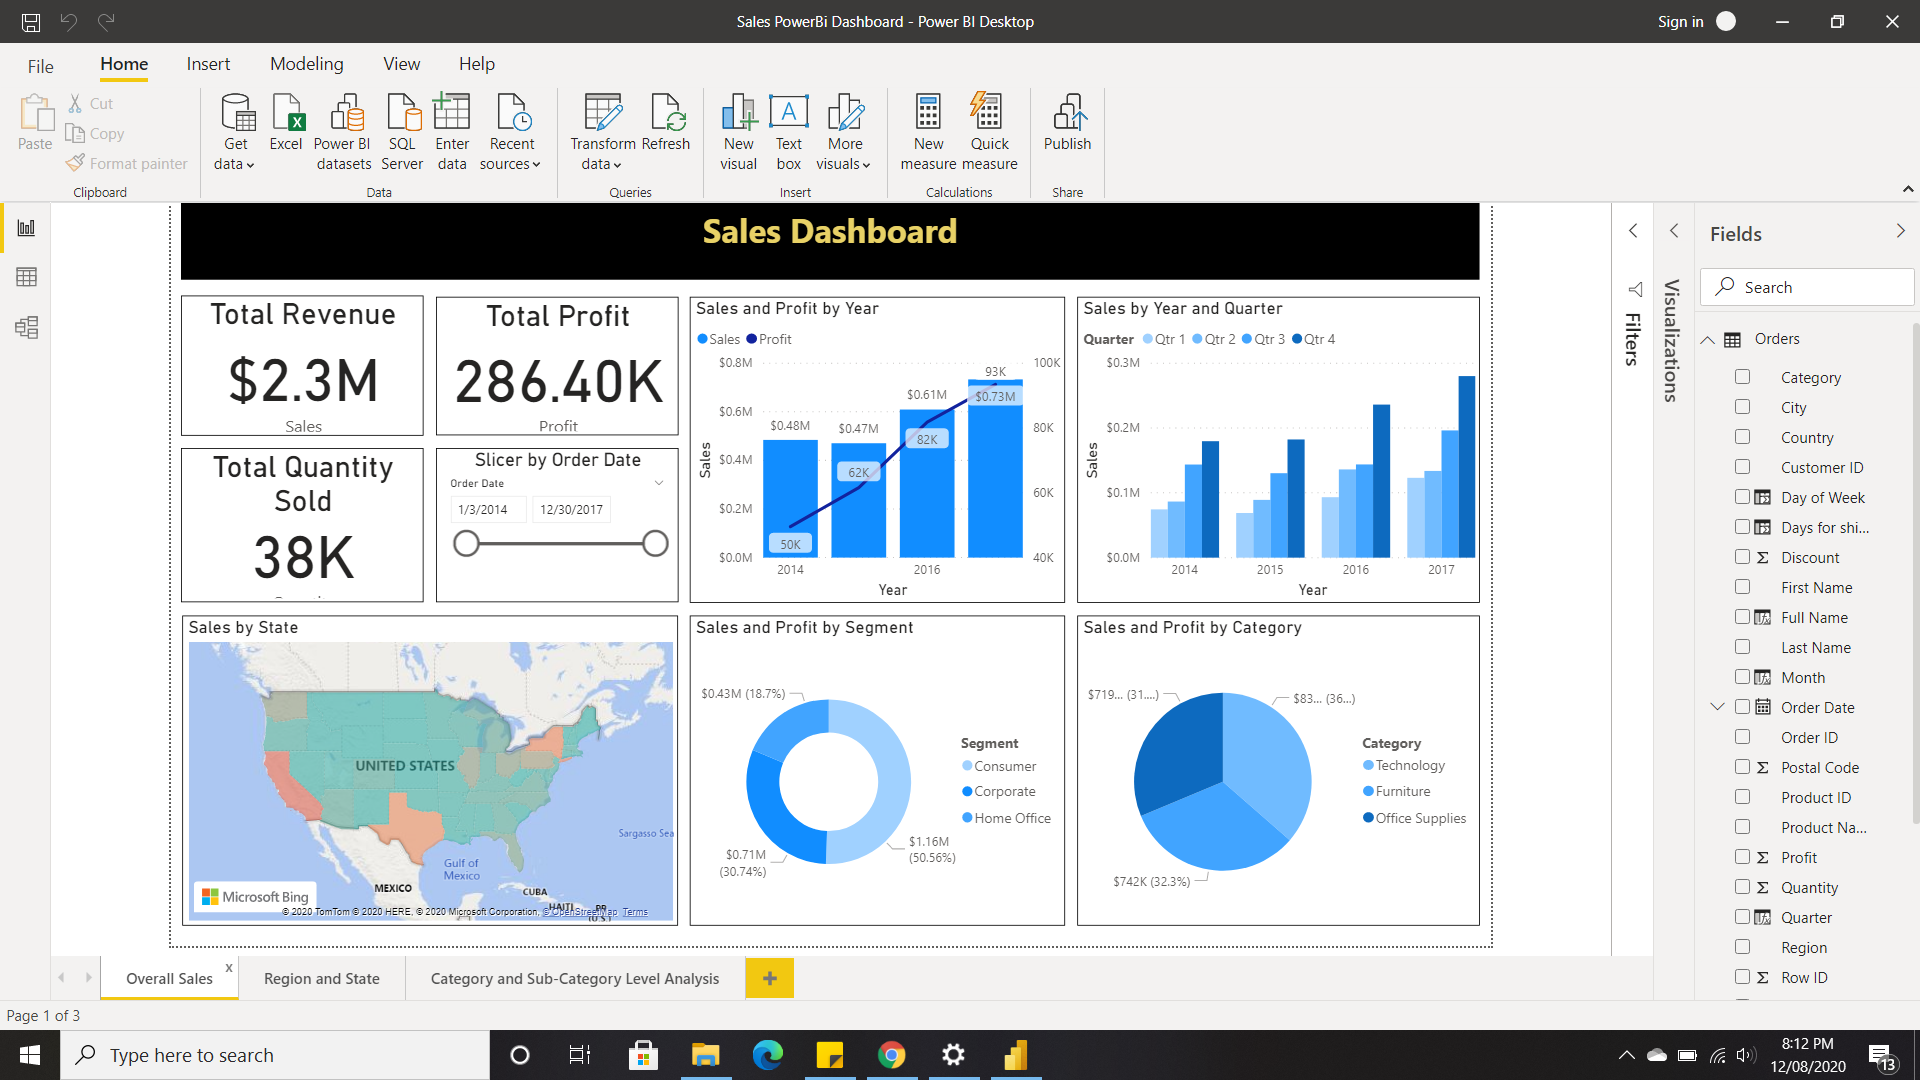 Sales PowerBi Dashboard - Power BI Desktop
Sign in
File
Home
Insert
Modeling
View
Help
Paste
Cut
Copy
Format painter
Clipboard
Get data
Excel
Power BI datasets
SQL Server
Enter data
Recent sources
Data
Transform data
Refresh
Queries
New visual
Text box
More visuals
Insert
New measure
Quick measure
Calculations
Publish
Share
Sales Dashboard
Total Revenue
$2.3M
Sales
Total Profit
286.40K
Profit
Total Quantity
Sold
38K
Slicer by Order Date
Order Date
1/3/2014
12/30/2017
Sales and Profit by Year
Sales Profit
$0.8M
$0.6M
$0.4M
$0.2M
$0.0M
Sales
100K
80K
60K
40K
$0.48M
$0.47M
$0.61M
93K
$0.73M
82K
62K
50K
2014
2016
Year
Sales by Year and Quarter
Quarter Qtr 1 Qtr 2 Qtr 3 Qtr 4
$0.3M
$0.2M
$0.1M
$0.0M
Sales
2014
2015
2016
2017
Year
Sales by State
UNITED STATES
Sargasso Sea
Gulf of
Mexico
MEXICO
CUBA
HAITI
PR
(U.S.)
Microsoft Bing
© 2020 TomTom © 2020 HERE, © 2020 Microsoft Corporation, © OpenStreetMap Terms
Sales and Profit by Segment
$0.43M (18.7%)
$0.71M
(30.74%)
$1.16M
(50.56%)
Segment
Consumer
Corporate
Home Office
Sales and Profit by Category
$719... (31....)
$83... (36...)
$742K (32.3%)
Category
Technology
Furniture
Office Supplies
Filters
Visualizations
Fields
Search
Orders
Category
City
Country
Customer ID
Day of Week
Days for shi...
Discount
First Name
Full Name
Last Name
Month
Order Date
Order ID
Postal Code
Product ID
Product Na...
Profit
Quantity
Quarter
Region
Row ID
Overall Sales
x
Region and State
Category and Sub-Category Level Analysis
+
Page 1 of 3
Type here to search
8:12 PM
12/08/2020
13